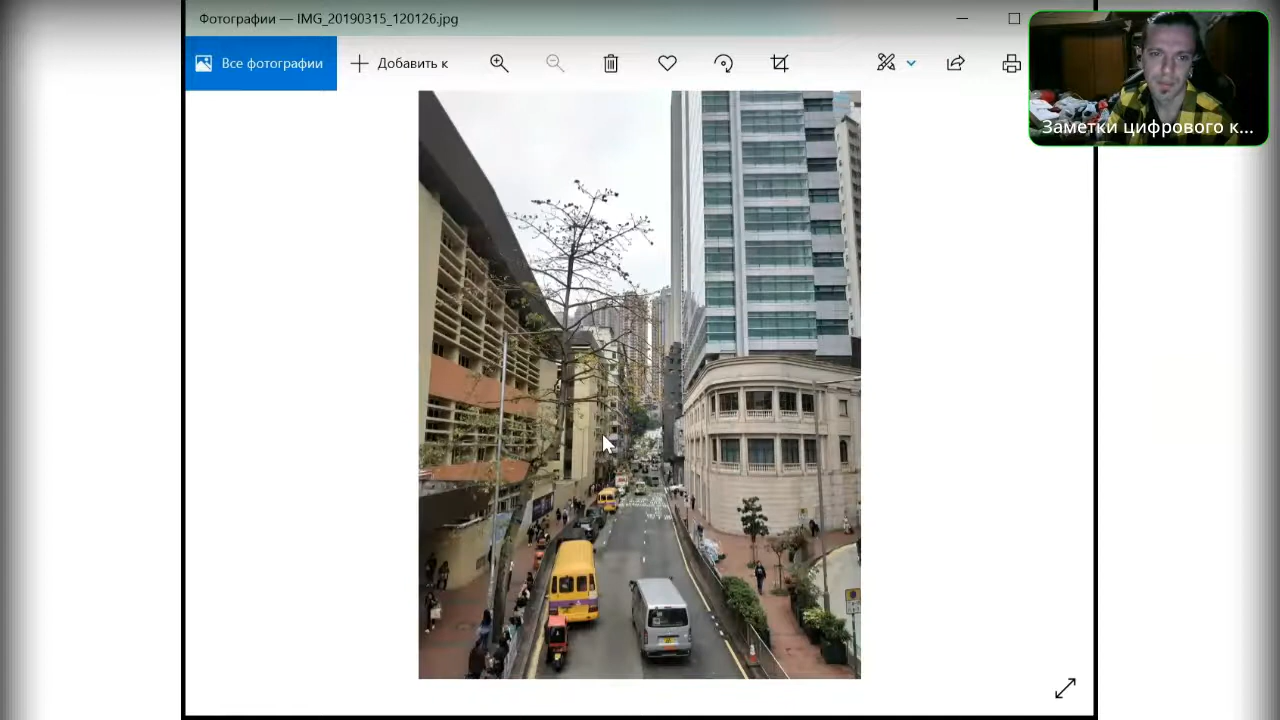 Фотографии — IMG_20190315_120126.jpg
Все фотографии
Добавить к
Заметки цифрового к...